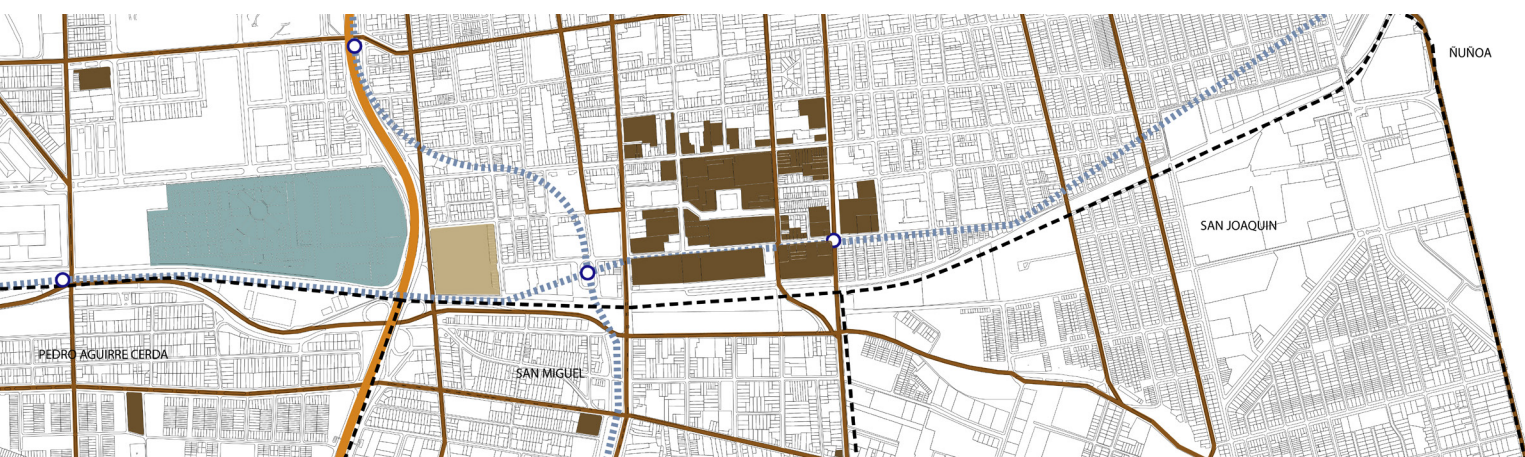 ÑUÑOA
SAN JOAQUIN
PEDRO AGUIRRE CERDA
SAN MIGUEL